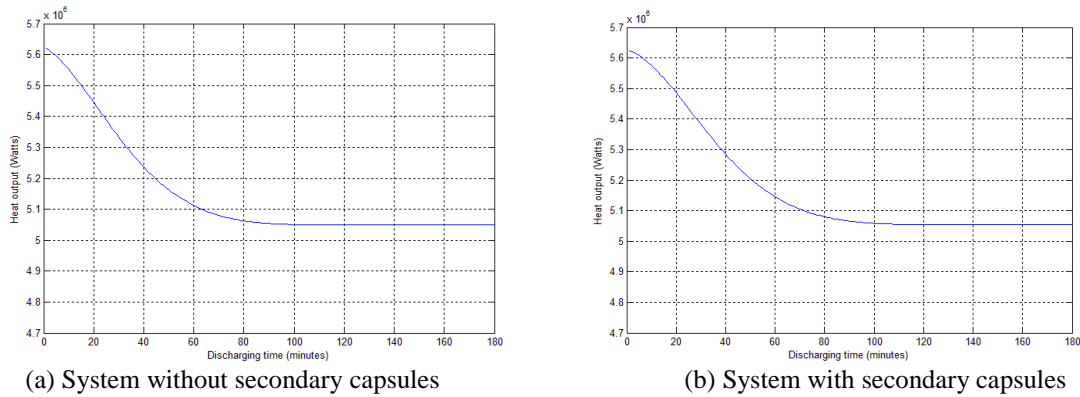 x 10⁶
5.7
5.6
5.5
5.4
5.3
5.2
5.1
5
4.9
4.8
4.7
Heat output (Watts)
0 20 40 60 80 100 120 140 160 180
Discharging time (minutes)
(a) System without secondary capsules
x 10⁶
5.7
5.6
5.5
5.4
5.3
5.2
5.1
5
4.9
4.8
4.7
Heat output (Watts)
0 20 40 60 80 100 120 140 160 180
Discharging time (minutes)
(b) System with secondary capsules